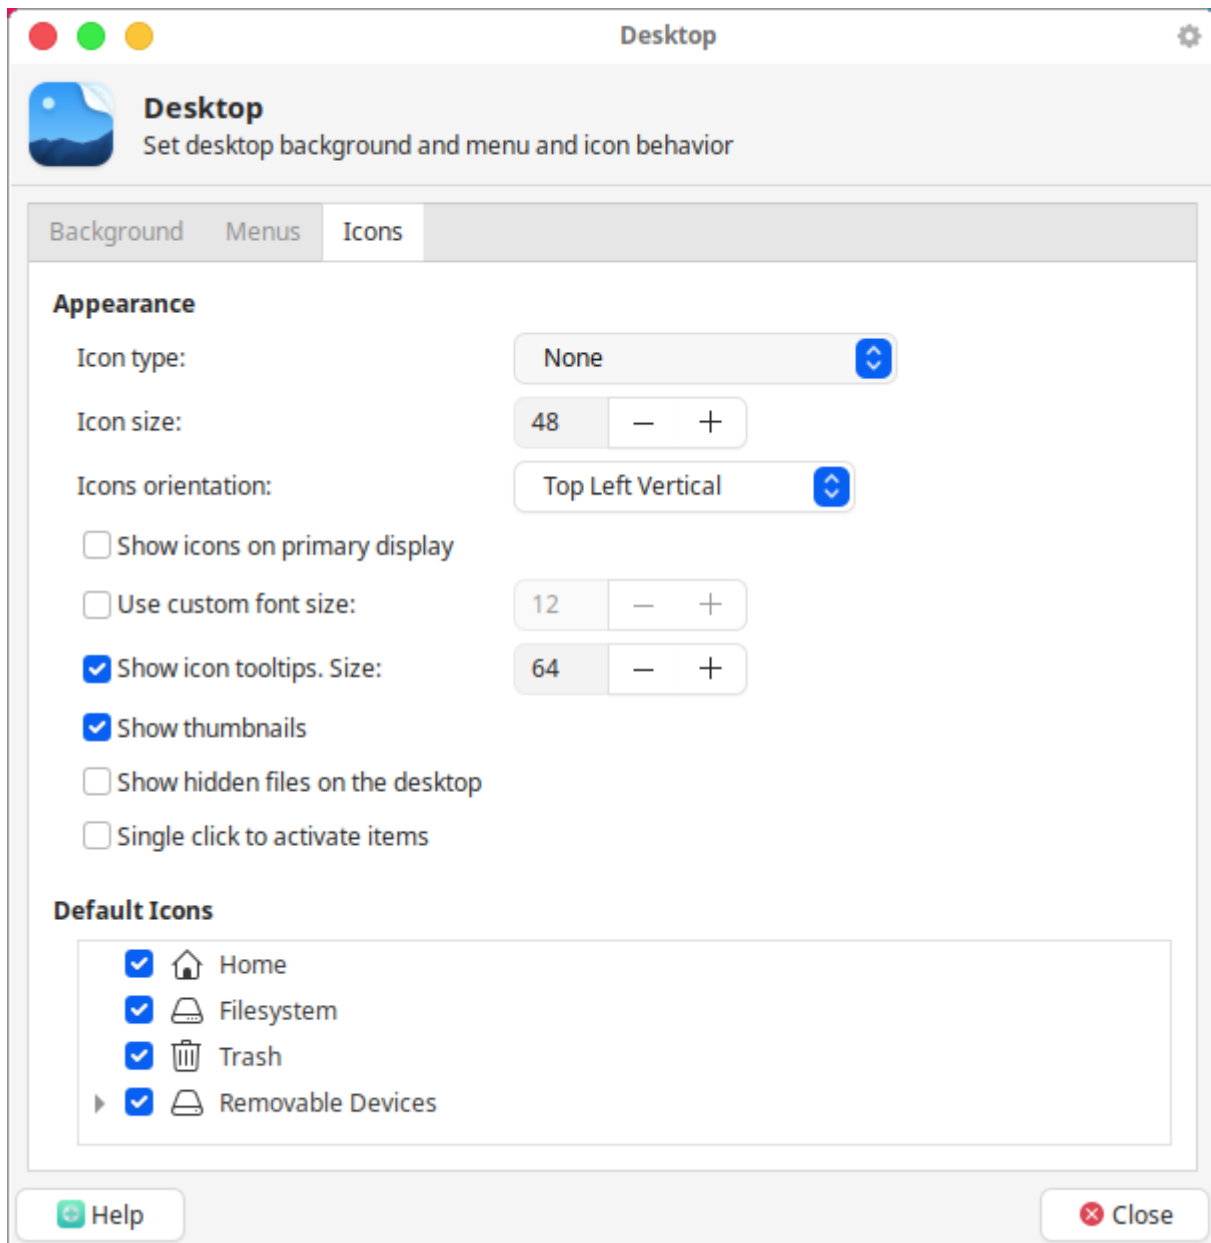 Desktop
Desktop
Set desktop background and menu and icon behavior
Background Menus Icons
Appearance
Icon type: None
Icon size: 48 — +
Icons orientation: Top Left Vertical
Show icons on primary display
Use custom font size: 12 — +
Show icon tooltips. Size: 64 — +
Show thumbnails
Show hidden files on the desktop
Single click to activate items
Default Icons
Home
Filesystem
Trash
Removable Devices
Help Close